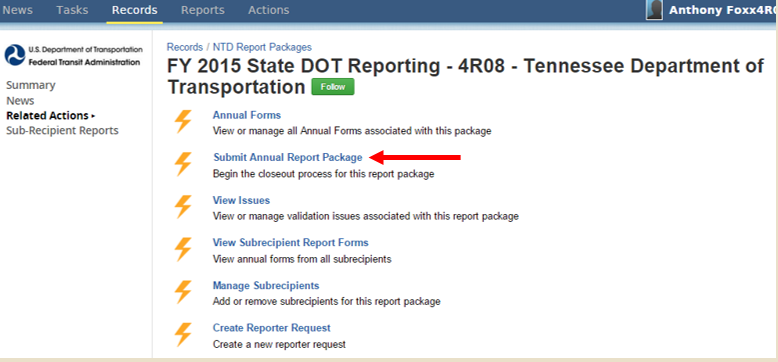 News Tasks Records Reports Actions Anthony Foxx4R0
U.S. Department of Transportation
Federal Transit Administration
Summary
News
Related Actions ▸
Sub-Recipient Reports
Records / NTD Report Packages
FY 2015 State DOT Reporting - 4R08 - Tennessee Department of
Transportation Follow
Annual Forms
View or manage all Annual Forms associated with this package
Submit Annual Report Package
Begin the closeout process for this report package
View Issues
View or manage validation issues associated with this report package
View Subrecipient Report Forms
View annual forms from all subrecipients
Manage Subrecipients
Add or remove subrecipients for this report package
Create Reporter Request
Create a new reporter request